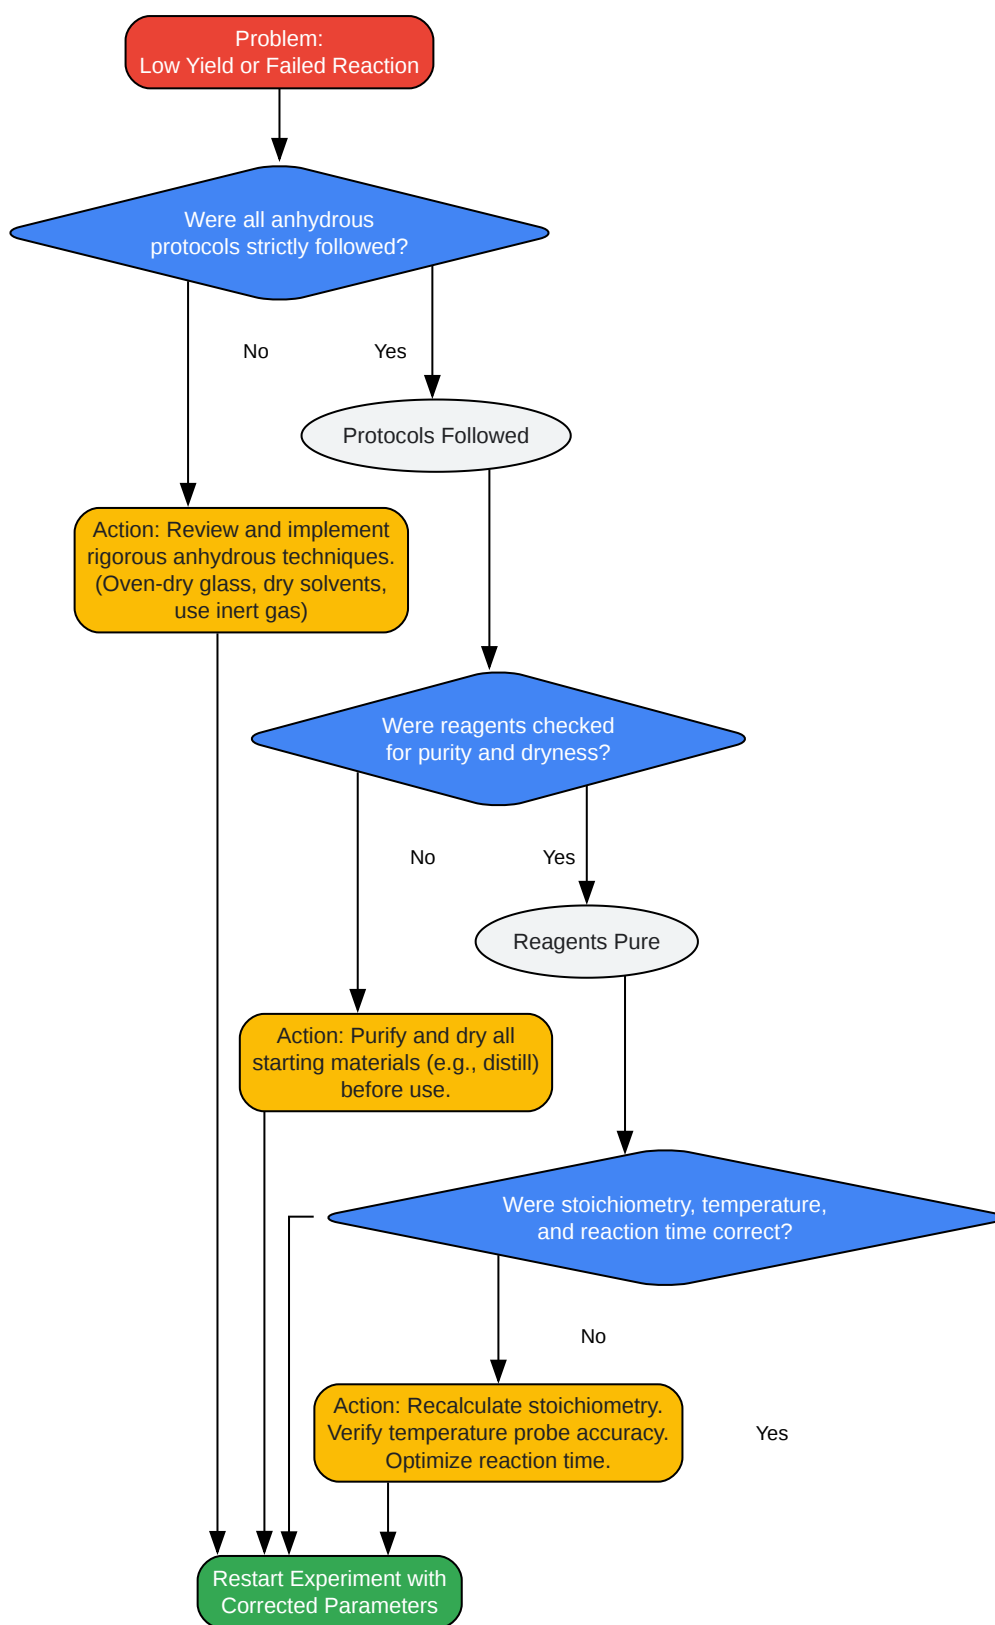 Problem:
Low Yield or Failed Reaction
Were all anhydrous
protocols strictly followed?
No
Yes
Protocols Followed
Action: Review and implement
rigorous anhydrous techniques.
(Oven-dry glass, dry solvents,
use inert gas)
Were reagents checked
for purity and dryness?
No
Yes
Reagents Pure
Action: Purify and dry all
starting materials (e.g., distill)
before use.
Were stoichiometry, temperature,
and reaction time correct?
No
Action: Recalculate stoichiometry.
Verify temperature probe accuracy.
Optimize reaction time.
Yes
Restart Experiment with
Corrected Parameters